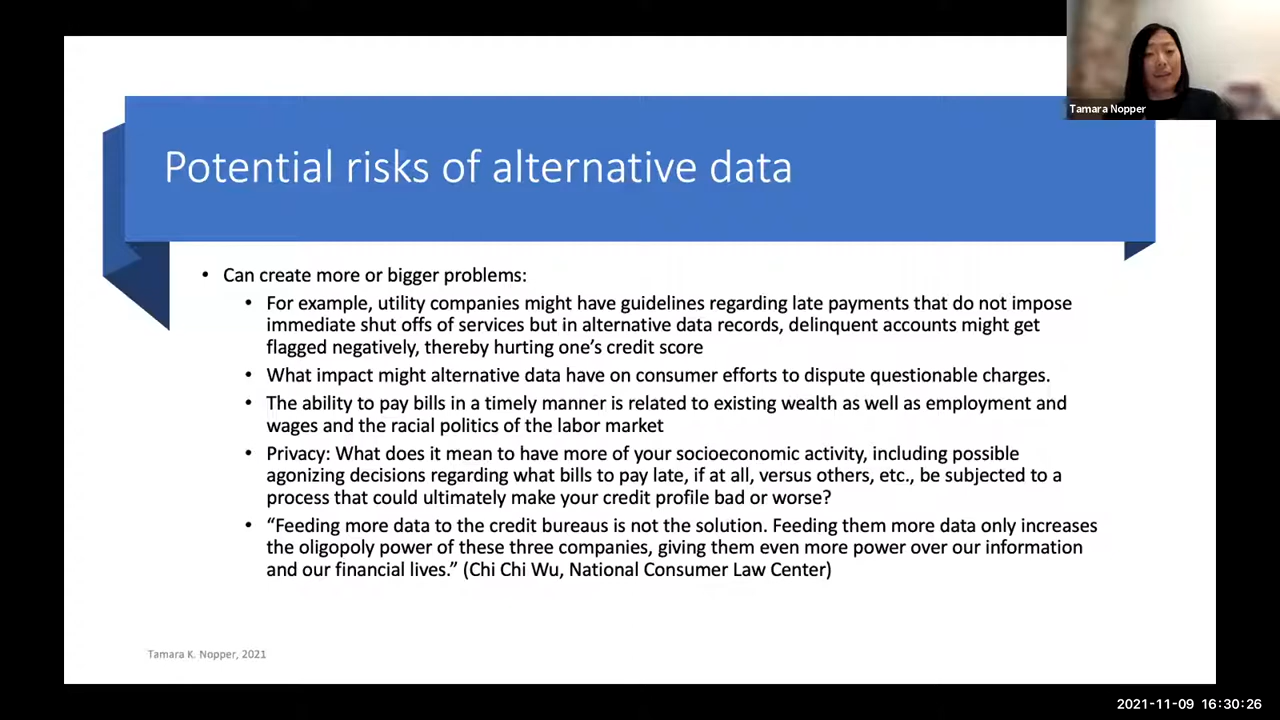 Tamara Nopper
Potential risks of alternative data
• Can create more or bigger problems:
• For example, utility companies might have guidelines regarding late payments that do not impose
immediate shut offs of services but in alternative data records, delinquent accounts might get
flagged negatively, thereby hurting one’s credit score
• What impact might alternative data have on consumer efforts to dispute questionable charges.
• The ability to pay bills in a timely manner is related to existing wealth as well as employment and
wages and the racial politics of the labor market
• Privacy: What does it mean to have more of your socioeconomic activity, including possible
agonizing decisions regarding what bills to pay late, if at all, versus others, etc., be subjected to a
process that could ultimately make your credit profile bad or worse?
• “Feeding more data to the credit bureaus is not the solution. Feeding them more data only increases
the oligopoly power of these three companies, giving them even more power over our information
and our financial lives.” (Chi Chi Wu, National Consumer Law Center)
Tamara K. Nopper, 2021
2021-11-09 16:30:26